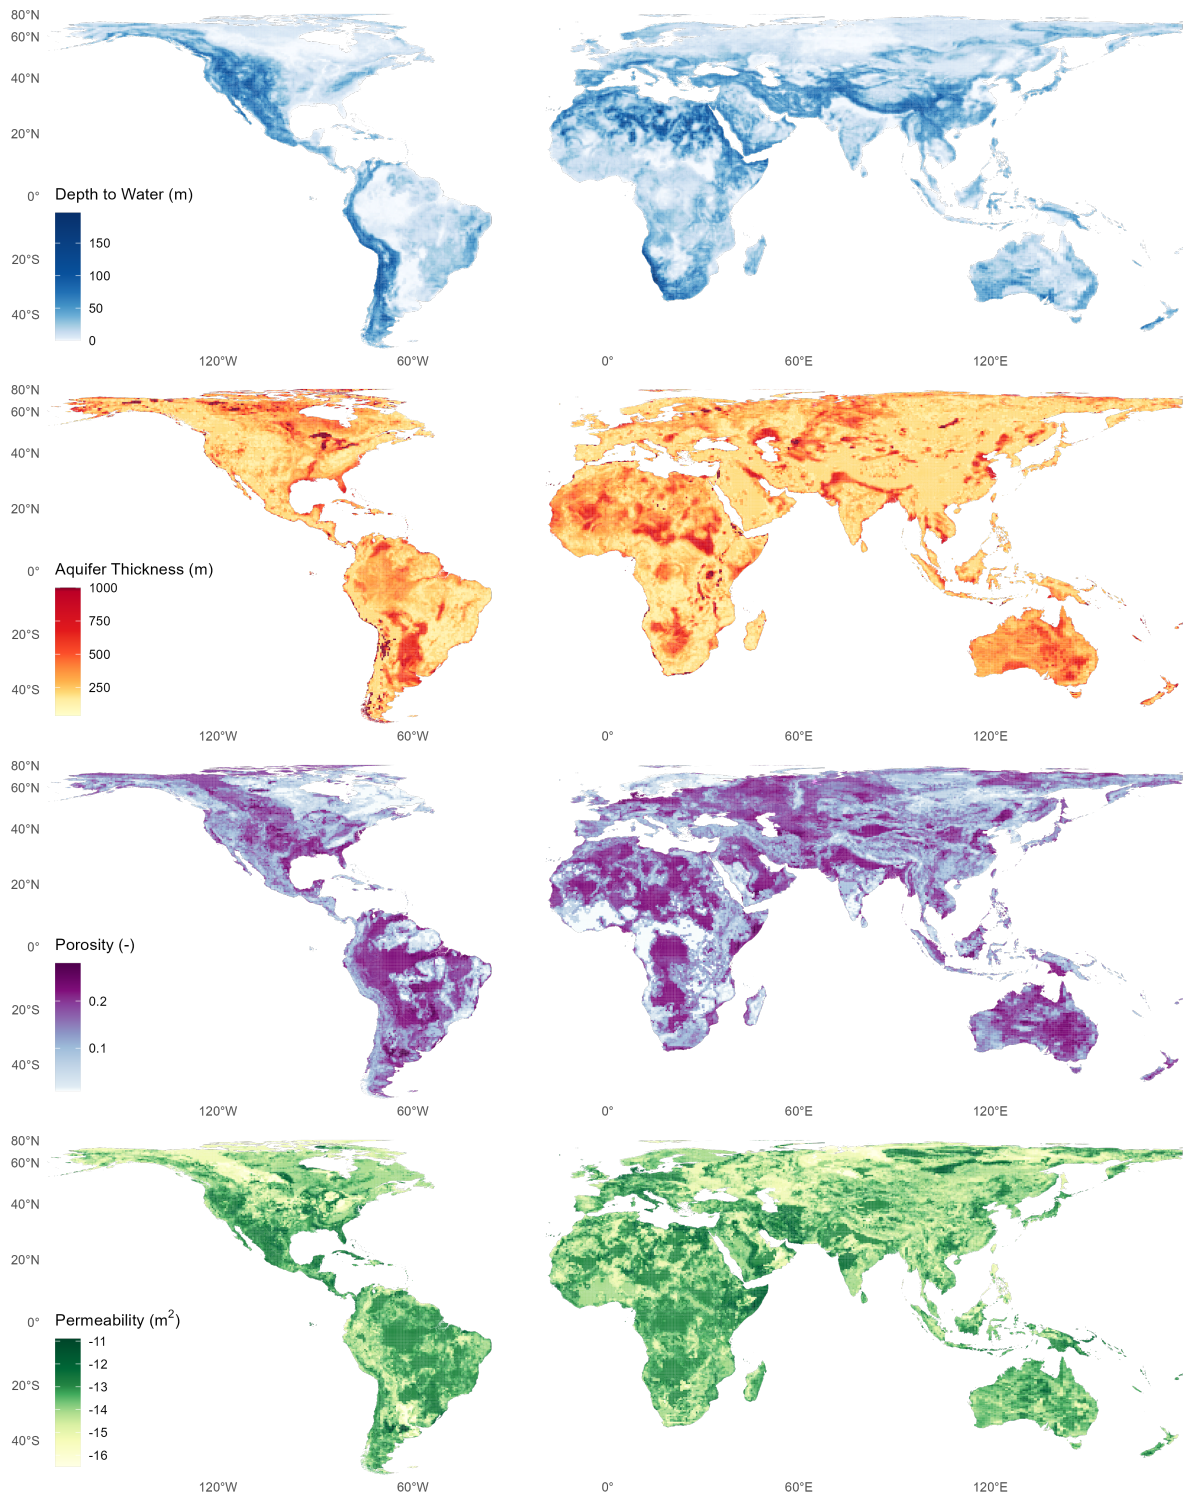 80°N
60°N
40°N
20°N
0°
20°S
40°S
Depth to Water (m)
150
100
50
0
120°W 60°W 0° 60°E 120°E
80°N
60°N
40°N
20°N
0°
20°S
40°S
Aquifer Thickness (m)
1000
750
500
250
120°W 60°W 0° 60°E 120°E
80°N
60°N
40°N
20°N
0°
20°S
40°S
Porosity (-)
0.2
0.1
120°W 60°W 0° 60°E 120°E
80°N
60°N
40°N
20°N
0°
20°S
40°S
Permeability (m²)
-11
-12
-13
-14
-15
-16
120°W 60°W 0° 60°E 120°E